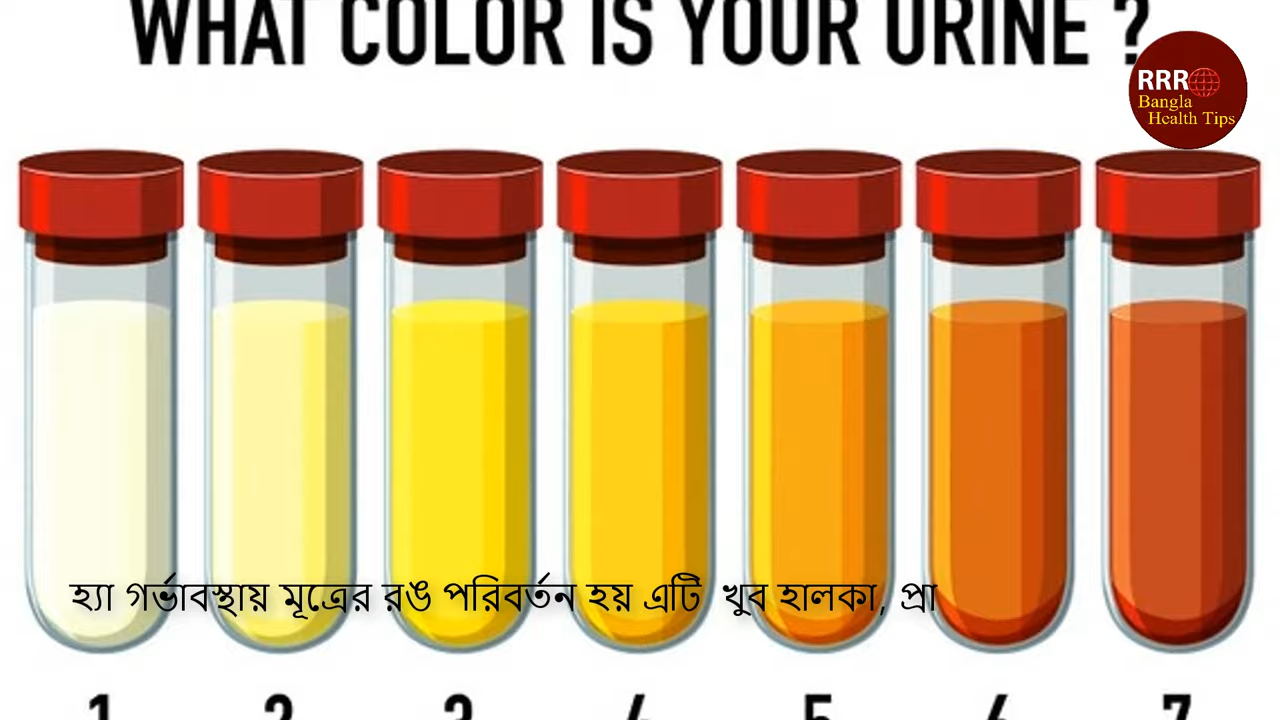 WHAT COLOR IS YOUR URINE ?
RRR
Bangla
Health Tips
হ্যা গর্ভাবস্থায় মূত্রের রঙ পরিবর্তন হয় এটি খুব হালকা, প্রা
1 2 3 4 5 6 7